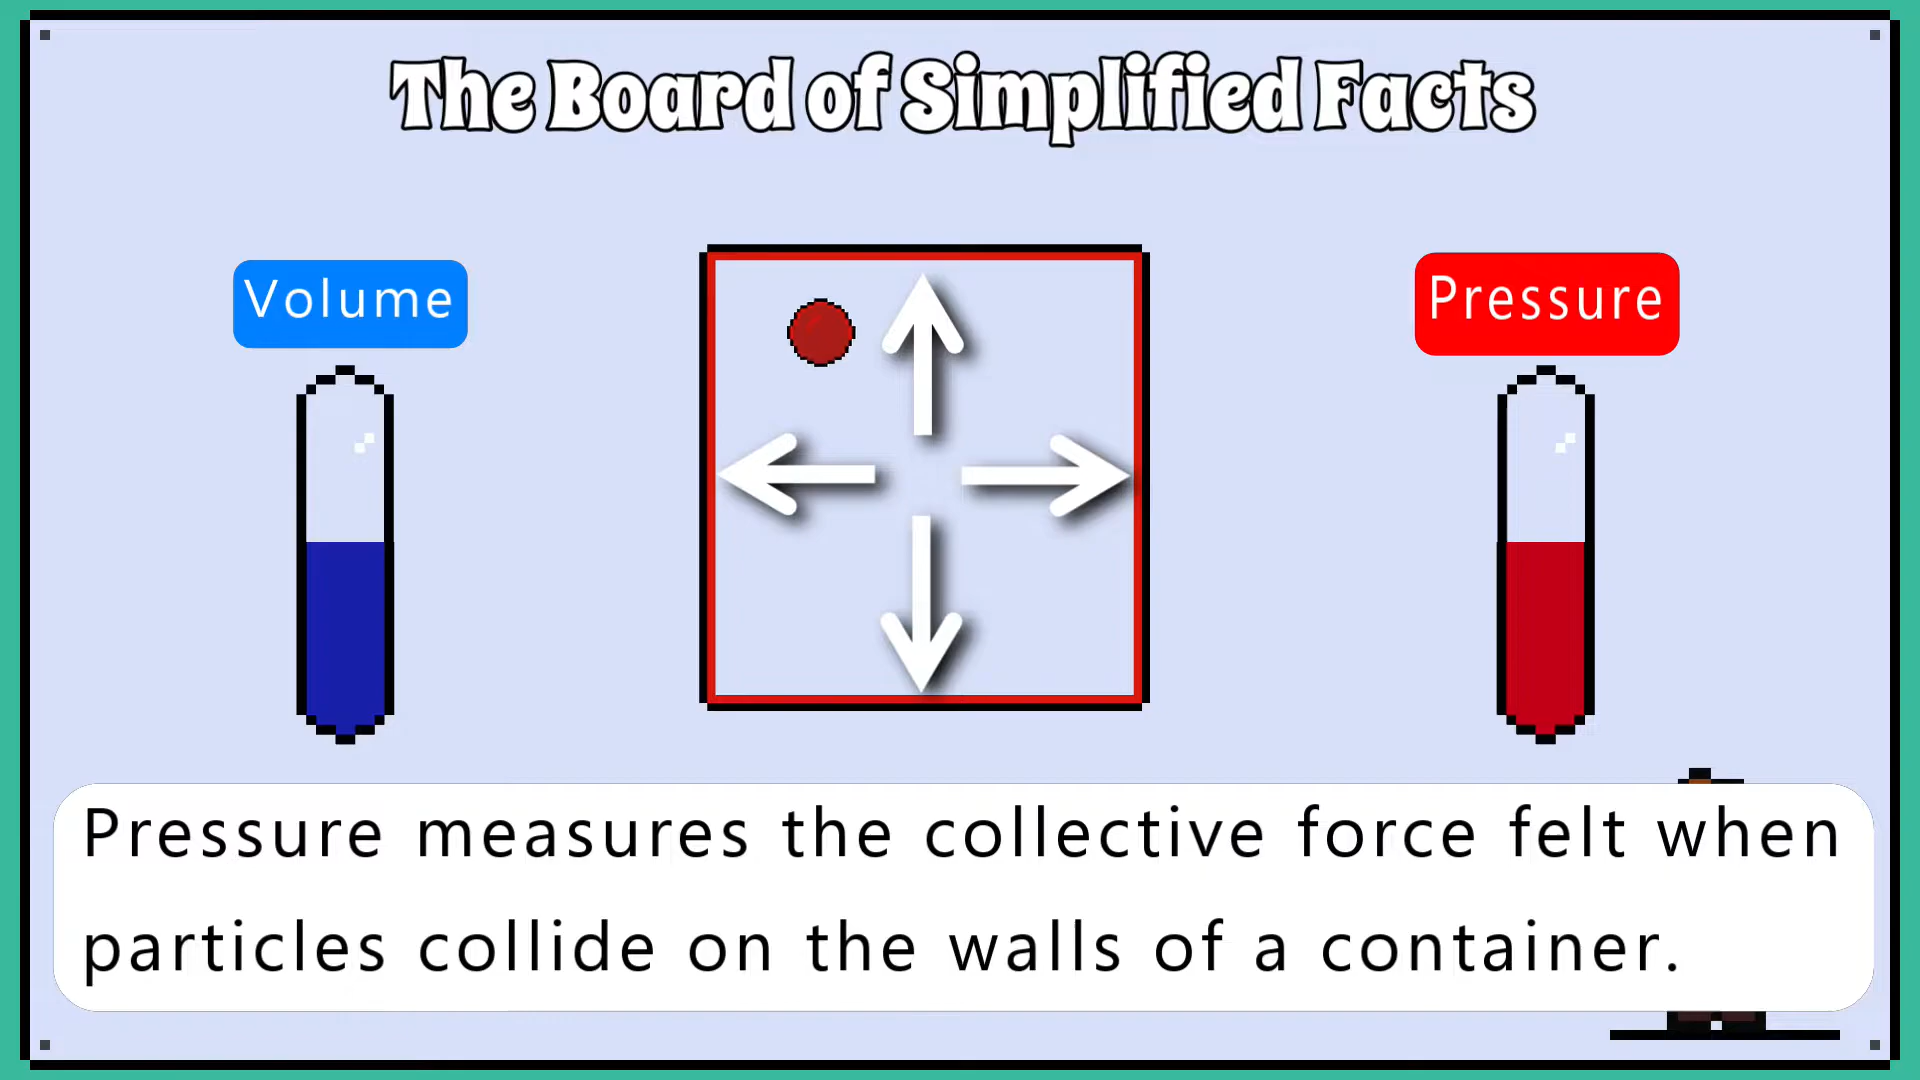 The Board of Simplified Facts
Volume
Pressure
Pressure measures the collective force felt when
particles collide on the walls of a container.